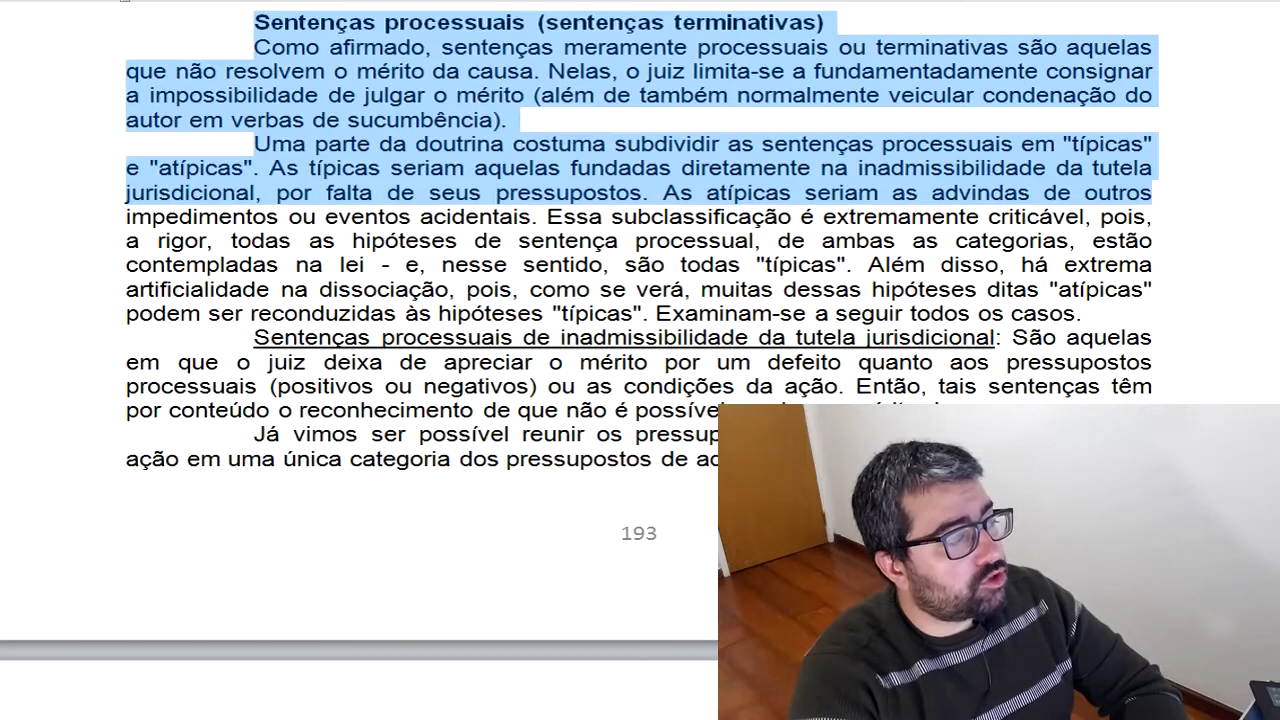 Sentenças processuais (sentenças terminativas)
Como afirmado, sentenças meramente processuais ou terminativas são aquelas
que não resolvem o mérito da causa. Nelas, o juiz limita-se a fundamentadamente consignar
a impossibilidade de julgar o mérito (além de também normalmente veicular condenação do
autor em verbas de sucumbência).
Uma parte da doutrina costuma subdividir as sentenças processuais em "típicas"
e "atípicas". As típicas seriam aquelas fundadas diretamente na inadmissibilidade da tutela
jurisdicional, por falta de seus pressupostos. As atípicas seriam as advindas de outros
impedimentos ou eventos acidentais. Essa subclassificação é extremamente criticável, pois,
a rigor, todas as hipóteses de sentença processual, de ambas as categorias, estão
contempladas na lei - e, nesse sentido, são todas "típicas". Além disso, há extrema
artificialidade na dissociação, pois, como se verá, muitas dessas hipóteses ditas "atípicas"
podem ser reconduzidas às hipóteses "típicas". Examinam-se a seguir todos os casos.
Sentenças processuais de inadmissibilidade da tutela jurisdicional: São aquelas
em que o juiz deixa de apreciar o mérito por um defeito quanto aos pressupostos
processuais (positivos ou negativos) ou as condições da ação. Então, tais sentenças têm
por conteúdo o reconhecimento de que não é possível
Já vimos ser possível reunir os
ação em uma única categoria dos pressupostos de
193